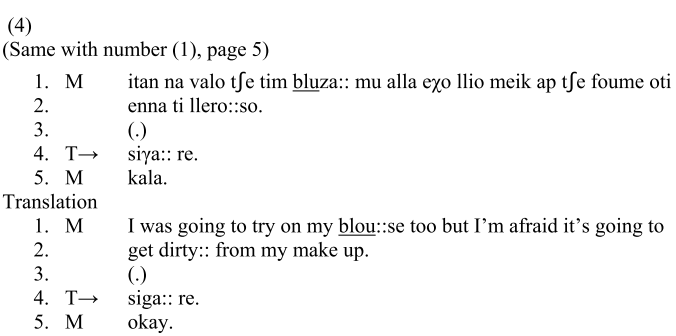 (4)
(Same with number (1), page 5)
1. M itan na valo tʃe tim bluza:: mu alla eχo llio meik ap tʃe foume oti
2. enna ti llero::so.
3. (.)
4. T→ siγa:: re.
5. M kala.
Translation
1. M I was going to try on my blou::se too but I'm afraid it's going to
2. get dirty:: from my make up.
3. (.)
4. T→ siga:: re.
5. M okay.